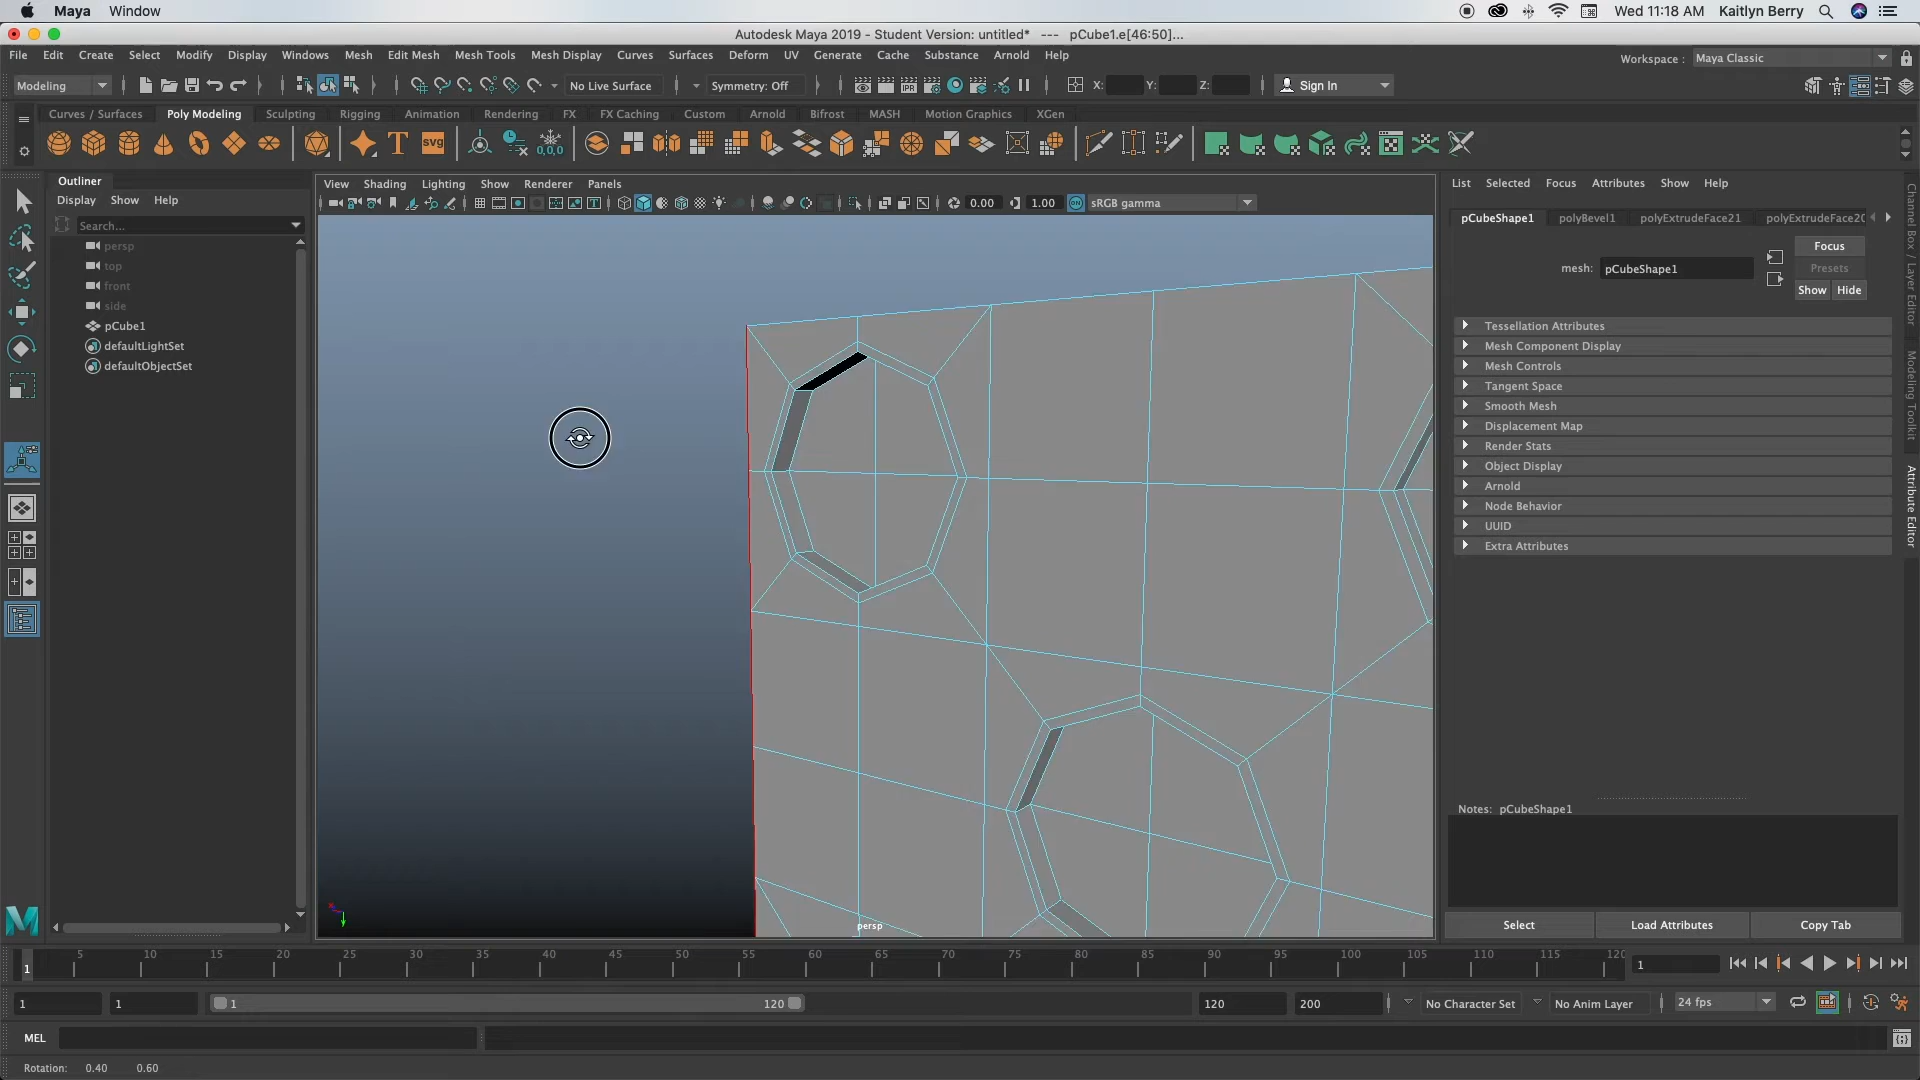 Maya Window Wed 11:18 AM Kaitlyn Berry
Autodesk Maya 2019 - Student Version: untitled* --- pCube1.e[46:50]...
File Edit Create Select Modify Display Windows Mesh Edit Mesh Mesh Tools Mesh Display Curves Surfaces Deform UV Generate Cache Substance Arnold Help Workspace : Maya Classic
Modeling No Live Surface Symmetry: Off IPR X: Y: Z: Sign In
Curves / Surfaces Poly Modeling Sculpting Rigging Animation Rendering FX FX Caching Custom Arnold Bifrost MASH Motion Graphics XGen
T SVG 0,0,0
Outliner
Display Show Help
Search...
persp
top
front
side
pCube1
defaultLightSet
defaultObjectSet
View Shading Lighting Show Renderer Panels
0.00 1.00 ON sRGB gamma
persp
List Selected Focus Attributes Show Help
pCubeShape1 polyBevel1 polyExtrudeFace21 polyExtrudeFace20
Focus
mesh: pCubeShape1 Presets
Show Hide
Tessellation Attributes
Mesh Component Display
Mesh Controls
Tangent Space
Smooth Mesh
Displacement Map
Render Stats
Object Display
Arnold
Node Behavior
UUID
Extra Attributes
Notes: pCubeShape1
Select Load Attributes Copy Tab
Channel Box / Layer Editor
Modeling Toolkit
Attribute Editor
1 5 10 15 20 25 30 35 40 45 50 55 60 65 70 75 80 85 90 95 100 105 110 115 120 1
1 1 1 120 120 200 No Character Set No Anim Layer 24 fps
MEL
Rotation: 0.40 0.60